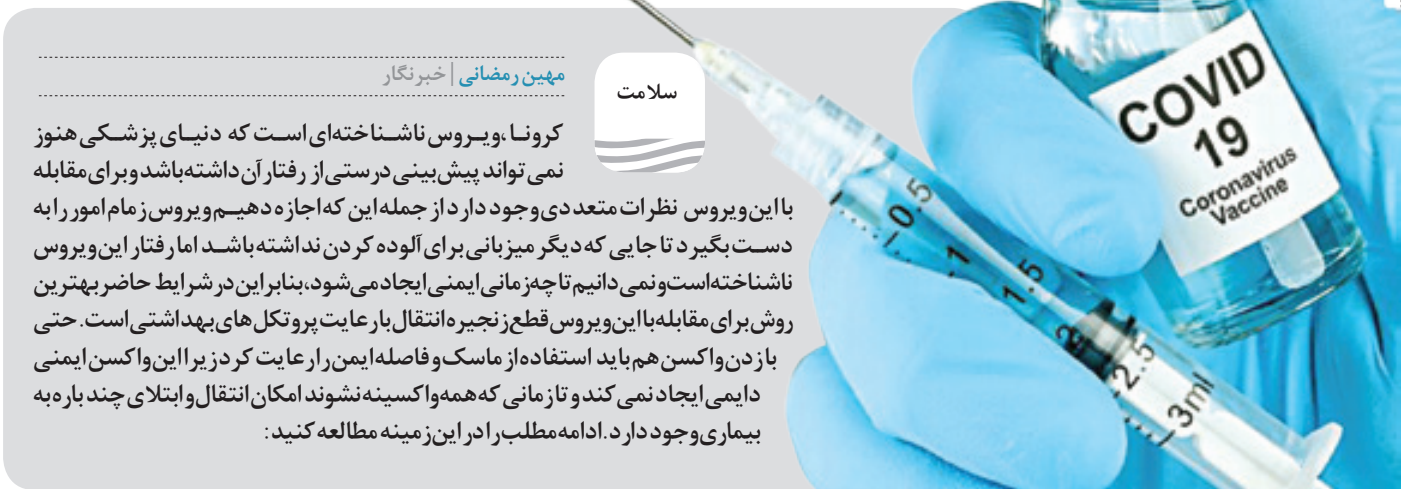 سلامت
مهین رمضانی | خبرنگار
کرونا ،ویروس ناشناخته‌ای است که دنیای پزشکی هنوز
نمی تواند پیش‌بینی درستی از رفتار آن داشته‌باشد وبرای مقابله
با این ویروس نظرات متعددی وجود دارد از جمله این که اجازه دهیم ویروس زمام امور را به
دست بگیرد تا جایی که دیگر میزبانی برای آلوده کردن نداشته باشد اما رفتار این ویروس
ناشناخته است ونمی دانیم تا چه زمانی ایمنی ایجاد می شود، بنابراین در شرایط حاضر بهترین
روش برای مقابله با این ویروس قطع زنجیره انتقال با رعایت پروتکل های بهداشتی است. حتی
با زدن واکسن هم باید استفاده از ماسک و فاصله ایمن را رعایت کرد زیرا این واکسن ایمنی
دایمی ایجاد نمی کند و تا زمانی که همه واکسینه نشوند امکان انتقال و ابتلای چند باره به
بیماری وجود دارد. ادامه مطلب را در این زمینه مطالعه کنید:
COVID
19
Coronavirus
Vaccine
0.5
1
1.5
2
2.5
3ml